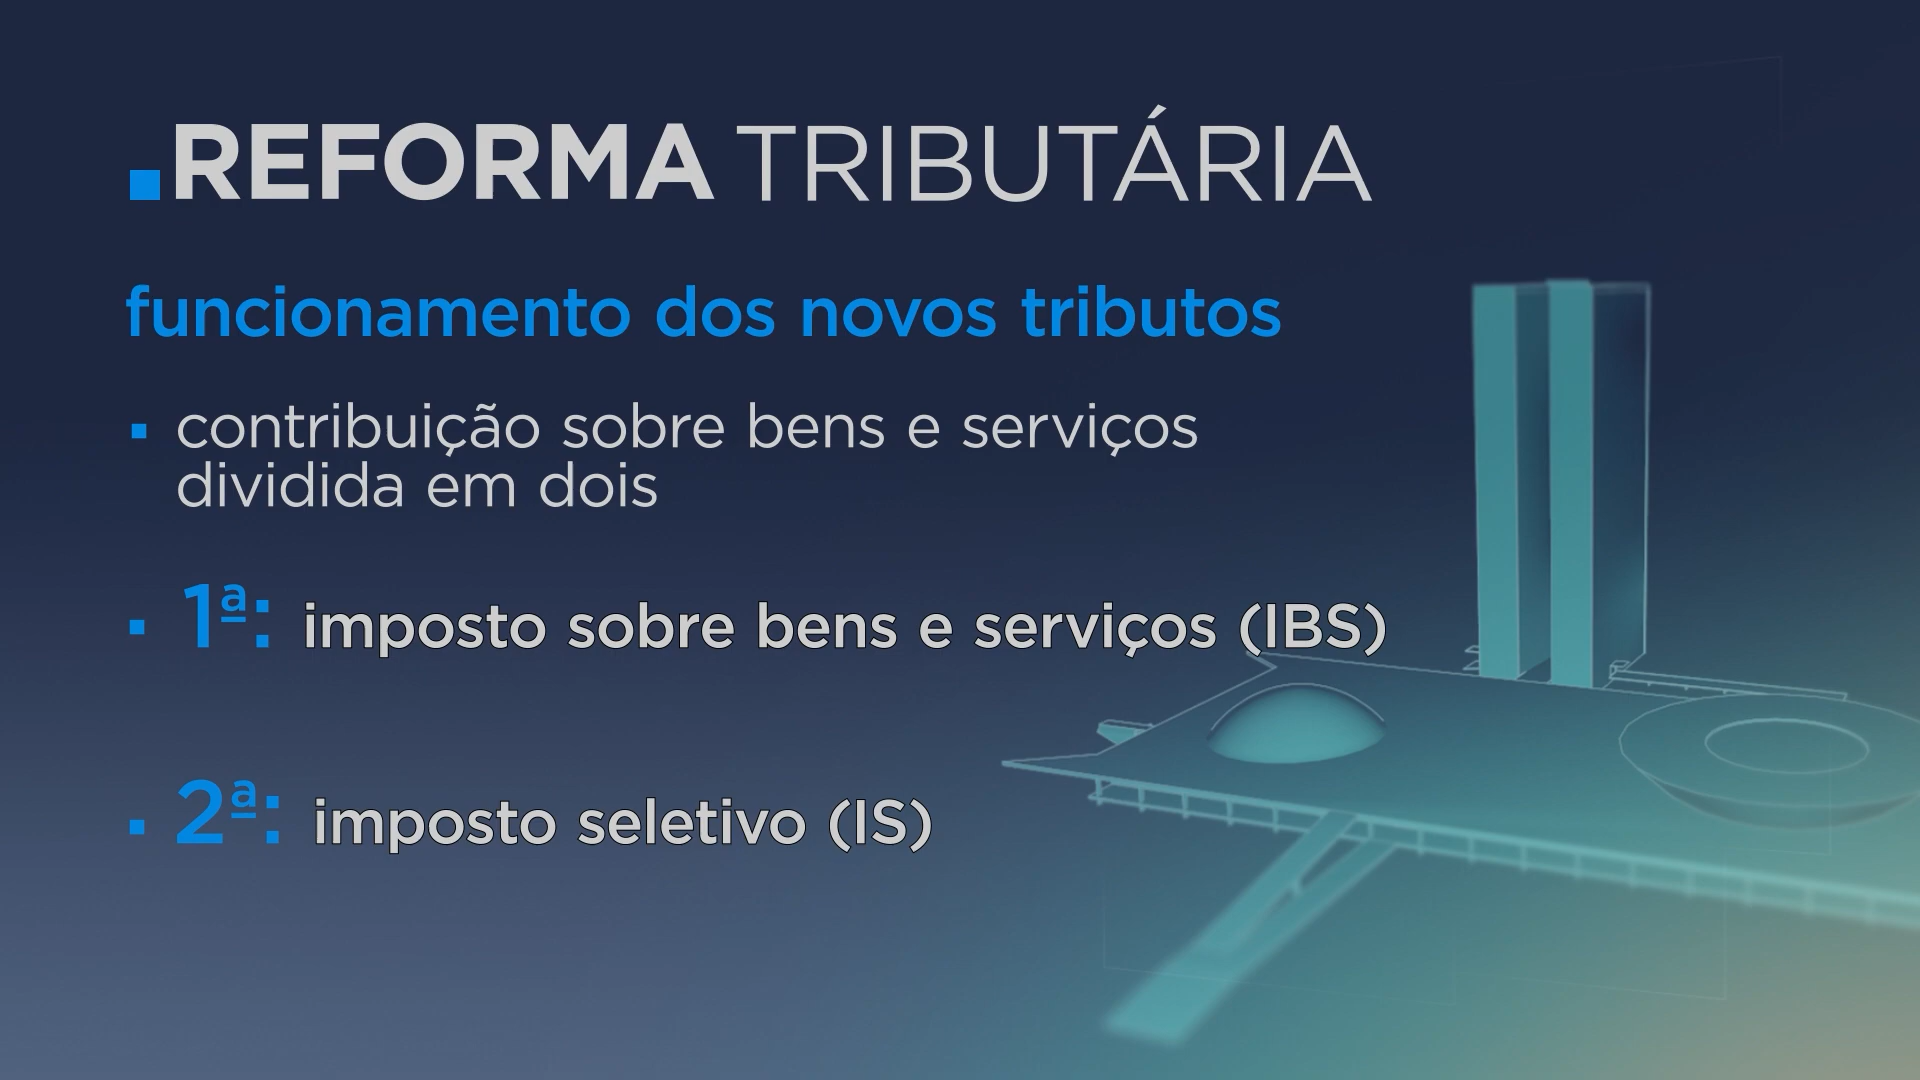 REFORMA TRIBUTÁRIA
funcionamento dos novos tributos
contribuição sobre bens e serviços
dividida em dois
1ª: imposto sobre bens e serviços (IBS)
2ª: imposto seletivo (IS)